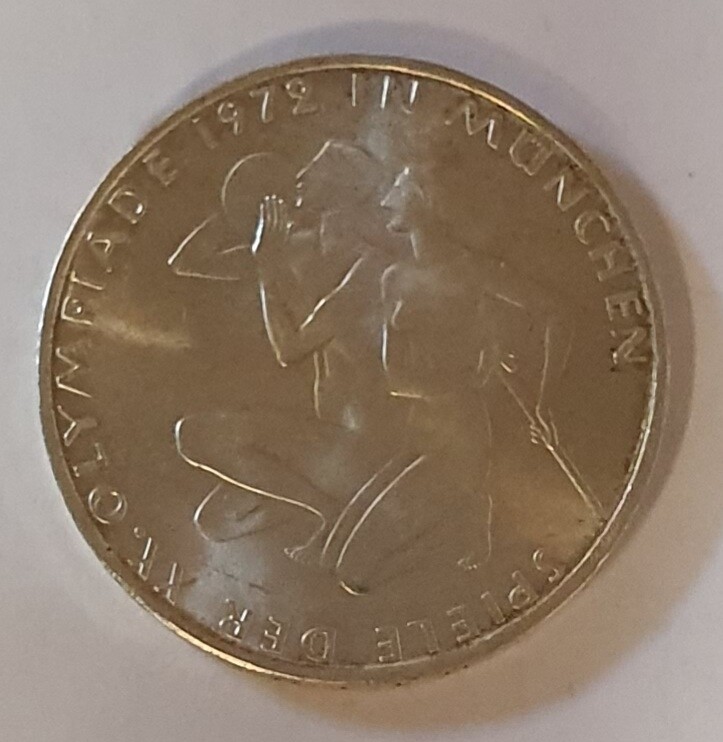 SPIELE DER XX. OLYMPIADE 1972 IN MÜNCHEN